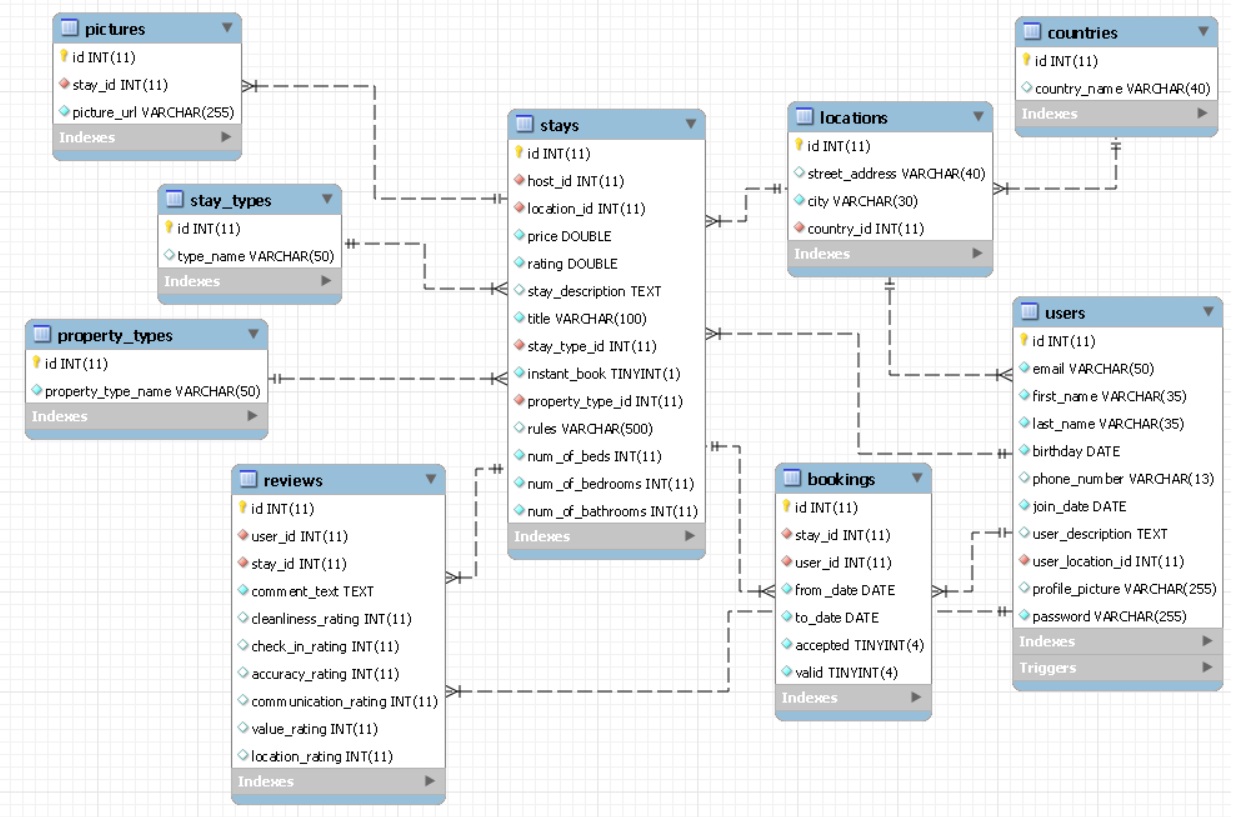 pictures
id INT(11)
stay_id INT(11)
picture_url VARCHAR(255)
Indexes
stay_types
id INT(11)
type_name VARCHAR(50)
Indexes
property_types
id INT(11)
property_type_name VARCHAR(50)
Indexes
reviews
id INT(11)
user_id INT(11)
stay_id INT(11)
comment_text TEXT
cleanliness_rating INT(11)
check_in_rating INT(11)
accuracy_rating INT(11)
communication_rating INT(11)
value_rating INT(11)
location_rating INT(11)
Indexes
stays
id INT(11)
host_id INT(11)
location_id INT(11)
price DOUBLE
rating DOUBLE
stay_description TEXT
title VARCHAR(100)
stay_type_id INT(11)
instant_book TINYINT(1)
property_type_id INT(11)
rules VARCHAR(500)
num_of_beds INT(11)
num_of_bedrooms INT(11)
num_of_bathrooms INT(11)
Indexes
locations
id INT(11)
street_address VARCHAR(40)
city VARCHAR(30)
country_id INT(11)
Indexes
bookings
id INT(11)
stay_id INT(11)
user_id INT(11)
from_date DATE
to_date DATE
accepted TINYINT(4)
valid TINYINT(4)
Indexes
countries
id INT(11)
country_name VARCHAR(40)
Indexes
users
id INT(11)
email VARCHAR(50)
first_name VARCHAR(35)
last_name VARCHAR(35)
birthday DATE
phone_number VARCHAR(13)
join_date DATE
user_description TEXT
user_location_id INT(11)
profile_picture VARCHAR(255)
password VARCHAR(255)
Indexes
Triggers